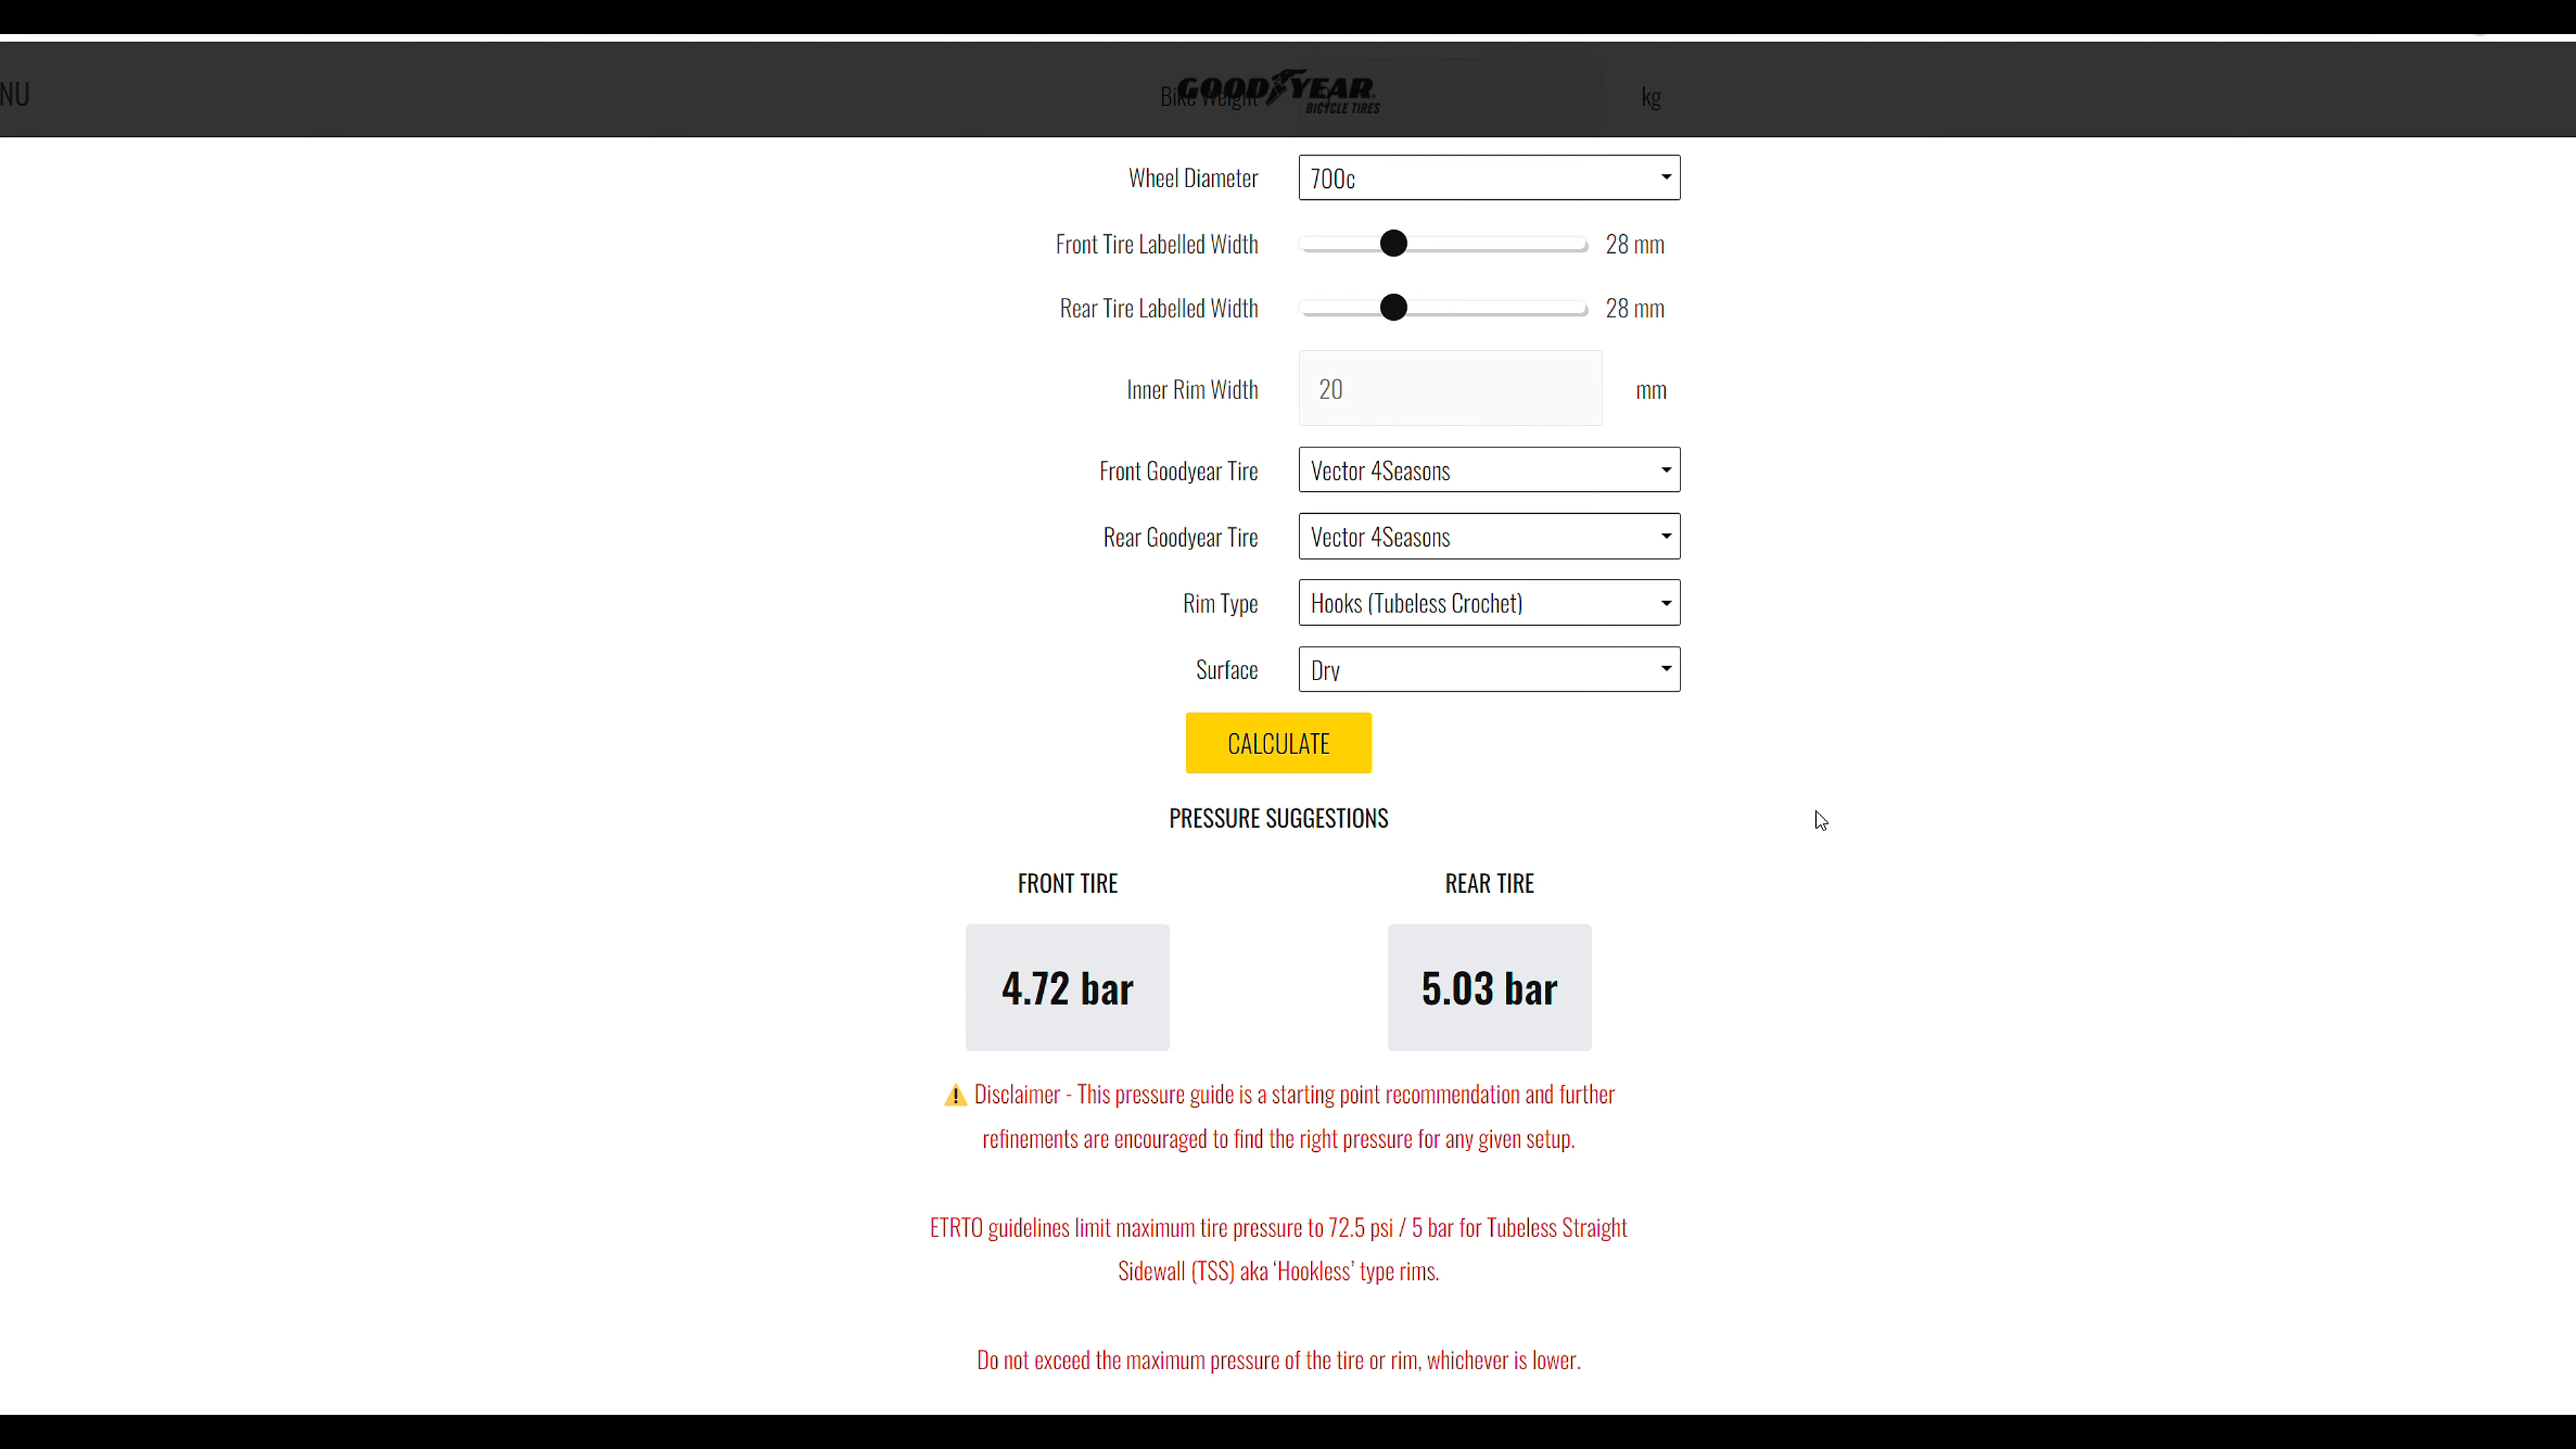 NU
GOODYEAR
BICYCLE TIRES
Bike Weight
kg
Wheel Diameter 700c
Front Tire Labelled Width 28 mm
Rear Tire Labelled Width 28 mm
Inner Rim Width 20 mm
Front Goodyear Tire Vector 4Seasons
Rear Goodyear Tire Vector 4Seasons
Rim Type Hooks (Tubeless Crochet)
Surface Dry
CALCULATE
PRESSURE SUGGESTIONS
FRONT TIRE REAR TIRE
4.72 bar 5.03 bar
⚠️ Disclaimer - This pressure guide is a starting point recommendation and further
refinements are encouraged to find the right pressure for any given setup.
ETRTO guidelines limit maximum tire pressure to 72.5 psi / 5 bar for Tubeless Straight
Sidewall (TSS) aka ‘Hookless’ type rims.
Do not exceed the maximum pressure of the tire or rim, whichever is lower.